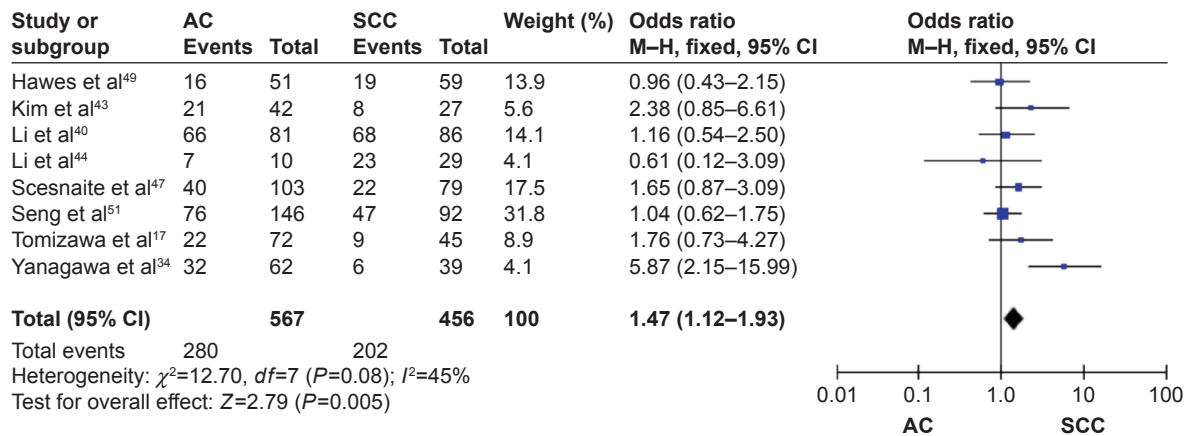 Study or subgroup AC Events Total SCC Events Total Weight (%) Odds ratio M–H, fixed, 95% CI Odds ratio M–H, fixed, 95% CI
Hawes et al⁴⁹ 16 51 19 59 13.9 0.96 (0.43–2.15)
Kim et al⁴³ 21 42 8 27 5.6 2.38 (0.85–6.61)
Li et al⁴⁰ 66 81 68 86 14.1 1.16 (0.54–2.50)
Li et al⁴⁴ 7 10 23 29 4.1 0.61 (0.12–3.09)
Scesnaite et al⁴⁷ 40 103 22 79 17.5 1.65 (0.87–3.09)
Seng et al⁵¹ 76 146 47 92 31.8 1.04 (0.62–1.75)
Tomizawa et al¹⁷ 22 72 9 45 8.9 1.76 (0.73–4.27)
Yanagawa et al³⁴ 32 62 6 39 4.1 5.87 (2.15–15.99)
Total (95% CI) 567 456 100 1.47 (1.12–1.93)
Total events 280 202
Heterogeneity: χ²=12.70, df=7 (P=0.08); I²=45%
Test for overall effect: Z=2.79 (P=0.005)
0.01 0.1 1.0 10 100
AC SCC